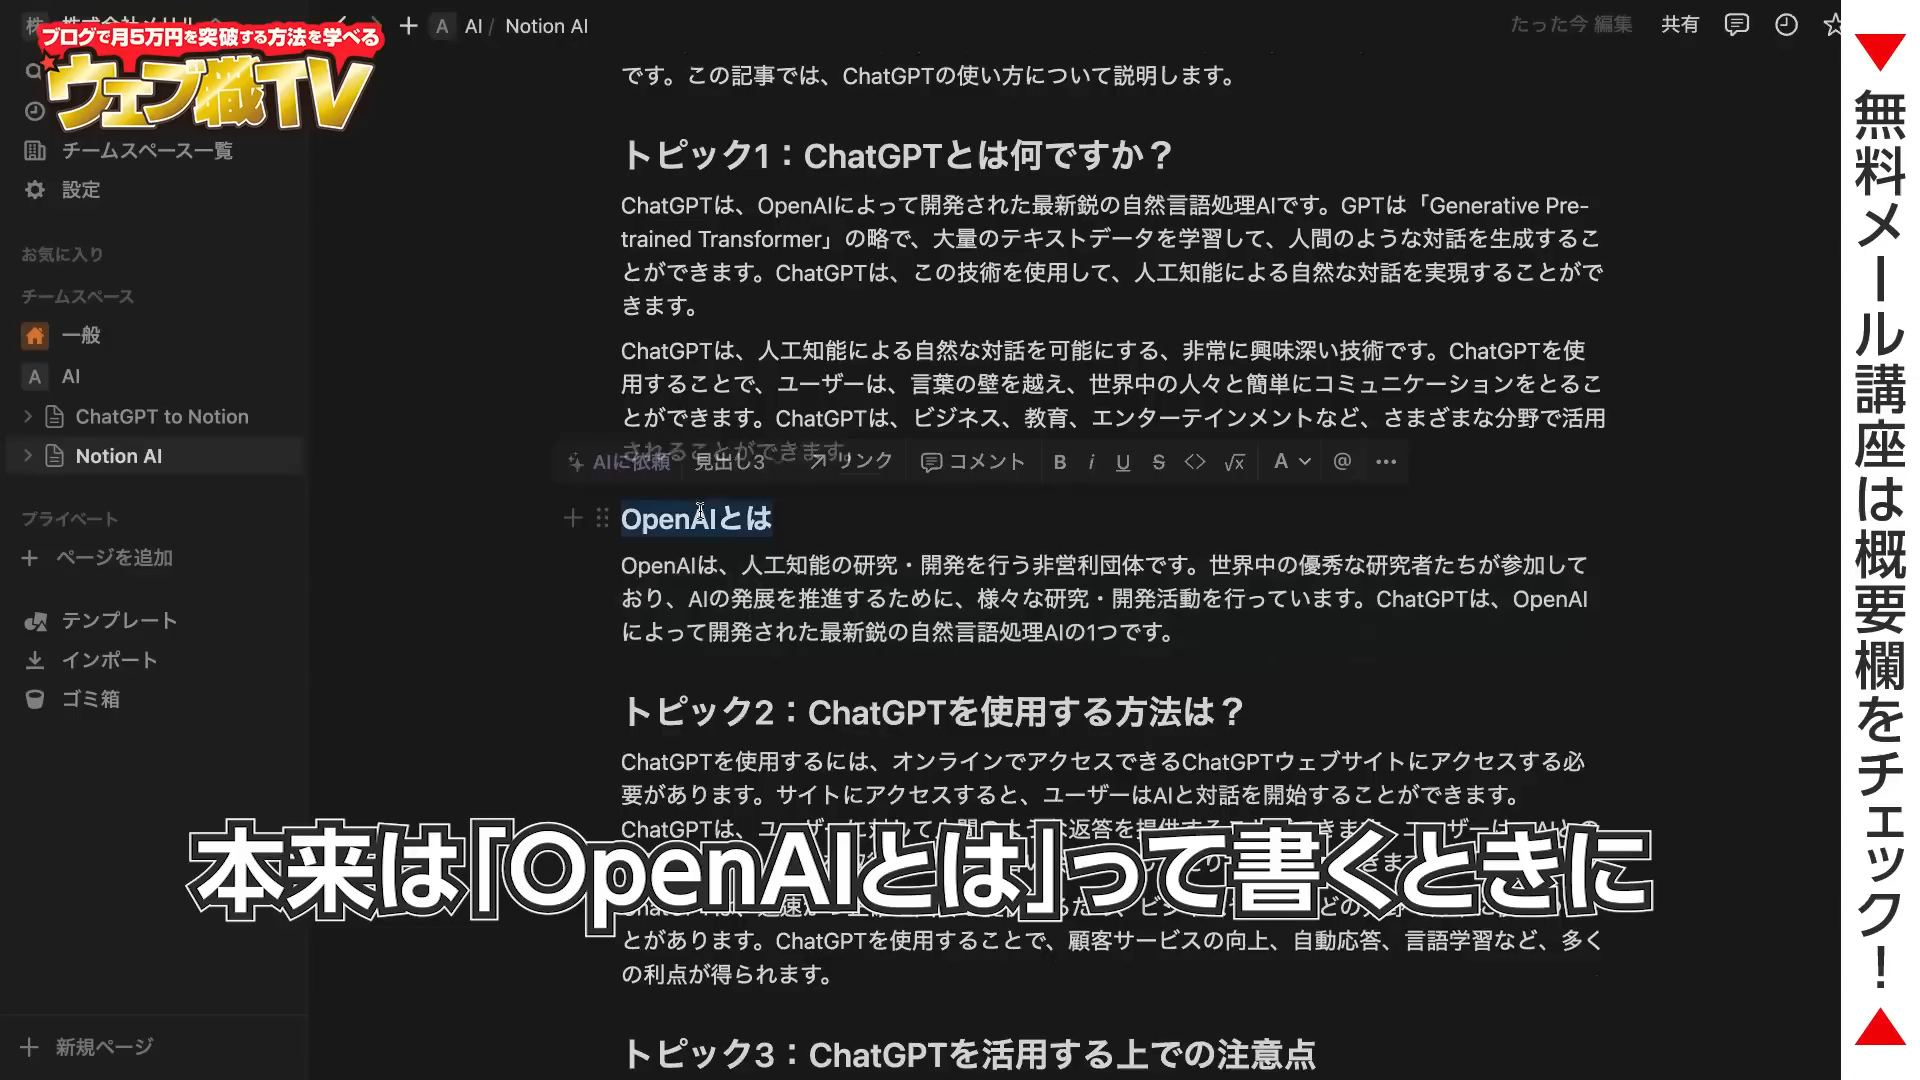 ブログで月5万円を突破する方法を学べる
ウェブ職TV
AI / Notion AI
たった今 編集
共有
チームスペース一覧
設定
お気に入り
チームスペース
一般
A AI
ChatGPT to Notion
Notion AI
プライベート
ページを追加
テンプレート
インポート
ゴミ箱
新規ページ
です。この記事では、ChatGPTの使い方について説明します。
トピック1：ChatGPTとは何ですか？
ChatGPTは、OpenAIによって開発された最新鋭の自然言語処理AIです。GPTは「Generative Pre-
trained Transformer」の略で、大量のテキストデータを学習して、人間のような対話を生成するこ
とができます。ChatGPTは、この技術を使用して、人工知能による自然な対話を実現することがで
きます。
ChatGPTは、人工知能による自然な対話を可能にする、非常に興味深い技術です。ChatGPTを使
用することで、ユーザーは、言葉の壁を越え、世界中の人々と簡単にコミュニケーションをとるこ
とができます。ChatGPTは、ビジネス、教育、エンターテインメントなど、さまざまな分野で活用
されることができます。
AIに依頼 見出し3 リンク コメント B i U S <> √x A @ •••
OpenAIとは
OpenAIは、人工知能の研究・開発を行う非営利団体です。世界中の優秀な研究者たちが参加して
おり、AIの発展を推進するために、様々な研究・開発活動を行っています。ChatGPTは、OpenAI
によって開発された最新鋭の自然言語処理AIの1つです。
トピック2：ChatGPTを使用する方法は？
ChatGPTを使用するには、オンラインでアクセスできるChatGPTウェブサイトにアクセスする必
要があります。サイトにアクセスすると、ユーザーはAIと対話を開始することができます。
ChatGPTは、
本来は「OpenAIとは」って書くときに
とがあります。ChatGPTを使用することで、顧客サービスの向上、自動応答、言語学習など、多く
の利点が得られます。
トピック3：ChatGPTを活用する上での注意点
無料メール講座は概要欄をチェック！